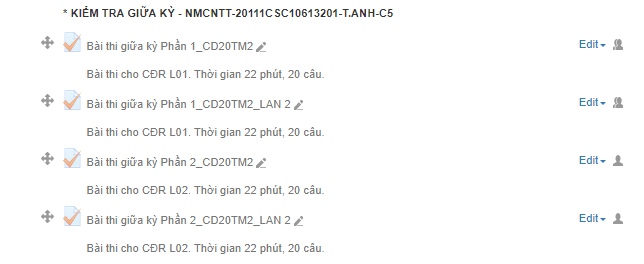 * KIỂM TRA GIỮA KỲ - NMCNTT-20111CSC10613201-T.ANH-C5
Bài thi giữa kỳ Phần 1_CD20TM2 Edit
Bài thi cho CĐR L01. Thời gian 22 phút, 20 câu.
Bài thi giữa kỳ Phần 1_CD20TM2_LAN 2 Edit
Bài thi cho CĐR L01. Thời gian 22 phút, 20 câu.
Bài thi giữa kỳ Phần 2_CD20TM2 Edit
Bài thi cho CĐR L02. Thời gian 22 phút, 20 câu.
Bài thi giữa kỳ Phần 2_CD20TM2_LAN 2 Edit
Bài thi cho CĐR L02. Thời gian 22 phút, 20 câu.